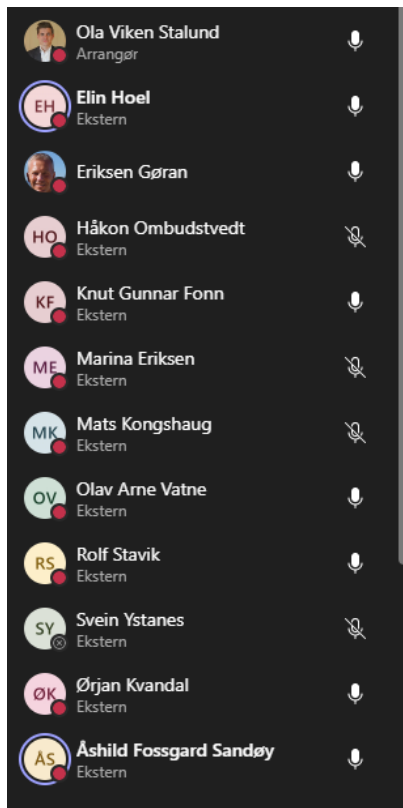 Ola Viken Stalund
Arrangør
EH
Elin Hoel
Ekstern
Eriksen Gøran
HO
Håkon Ombudstvedt
Ekstern
KF
Knut Gunnar Fonn
Ekstern
ME
Marina Eriksen
Ekstern
MK
Mats Kongshaug
Ekstern
OV
Olav Arne Vatne
Ekstern
RS
Rolf Stavik
Ekstern
SY
Svein Ystanes
Ekstern
ØK
Ørjan Kvandal
Ekstern
ÅS
Åshild Fossgard Sandøy
Ekstern